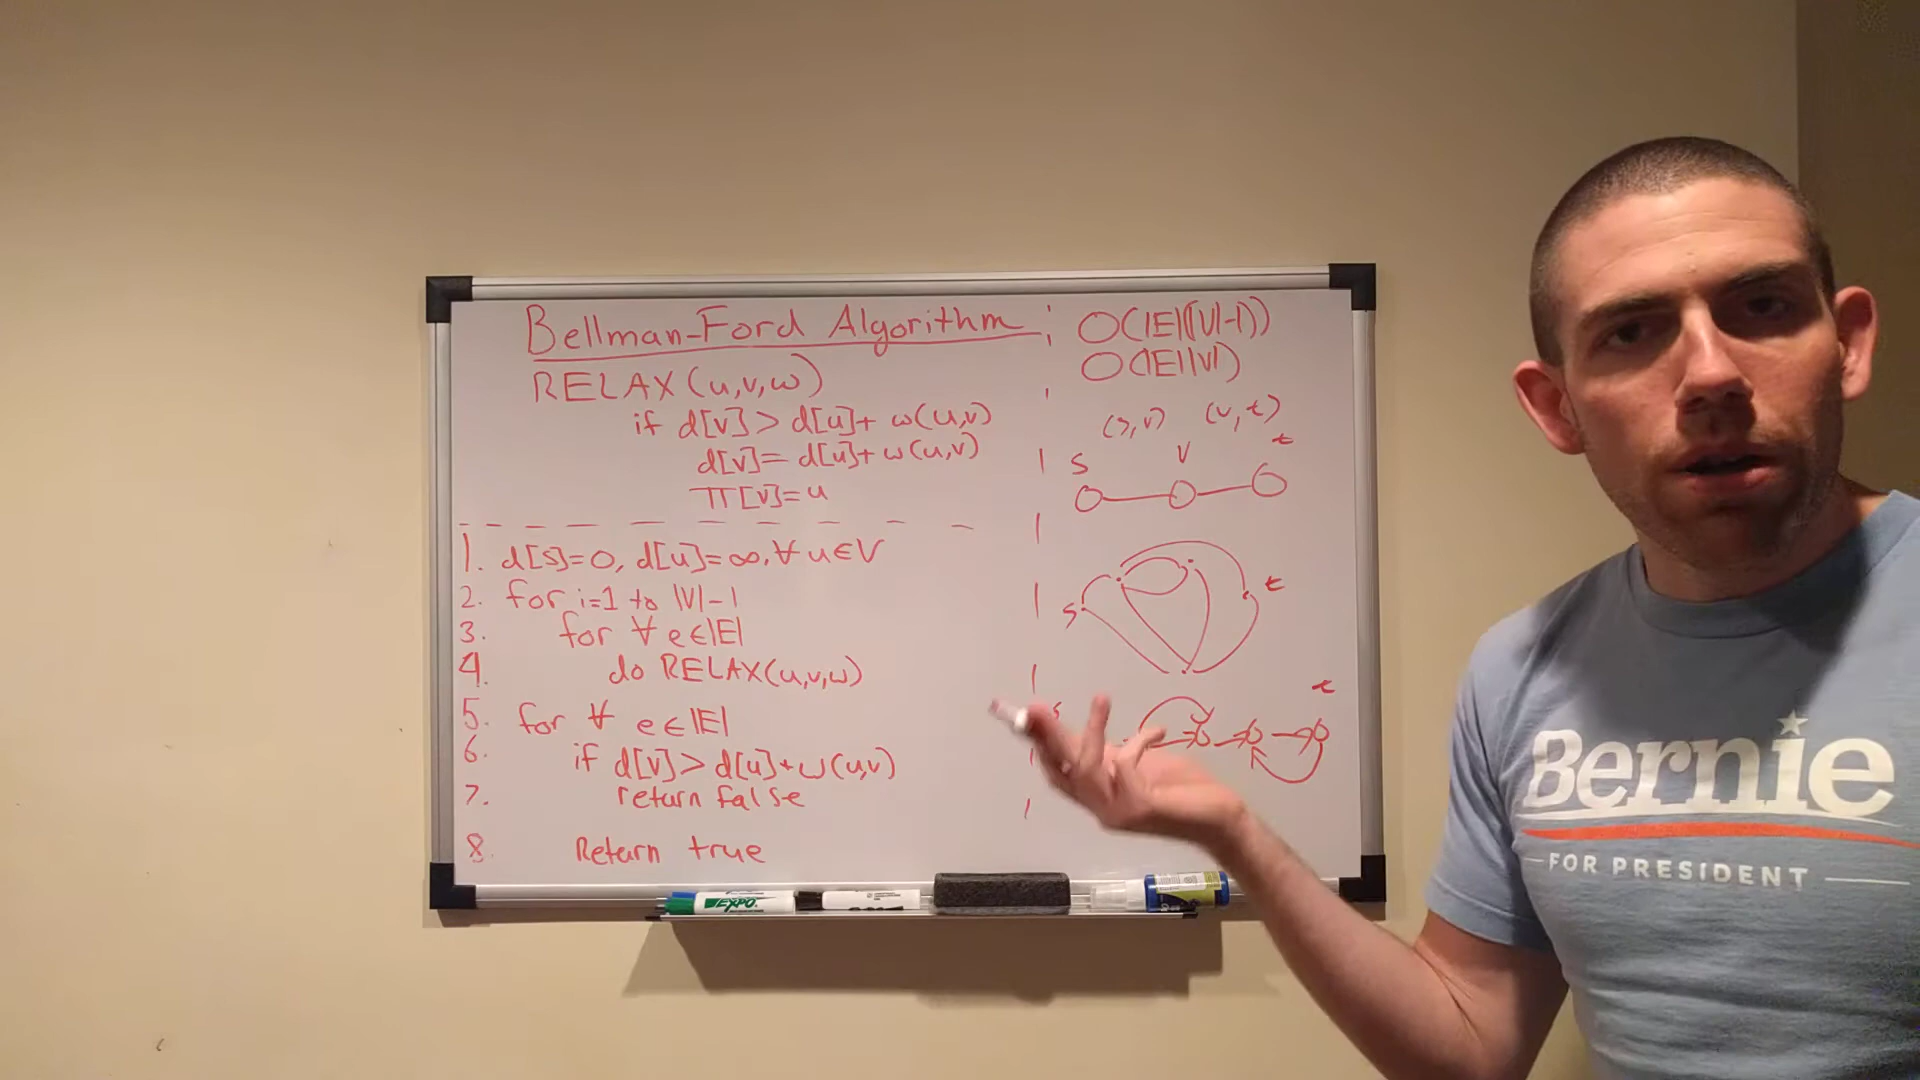 Bellman-Ford Algorithm
RELAX(u,v,w)
if d[v] > d[u]+ w(u,v)
d[v]= d[u]+w(u,v)
π[v]=u
1. d[s]=0, d[u]=∞, ∀ u∈V
2. for i=1 to |V|-1
3. for ∀ e∈|E|
4. do RELAX(u,v,w)
5. for ∀ e∈|E|
6. if d[v] > d[u]+w(u,v)
7. return false
8. Return true
O(|E|(|V|-1))
O(|E||V|)
(s,v) (v,t)
s v t
s t
s t
EXPO
Bernie
FOR PRESIDENT